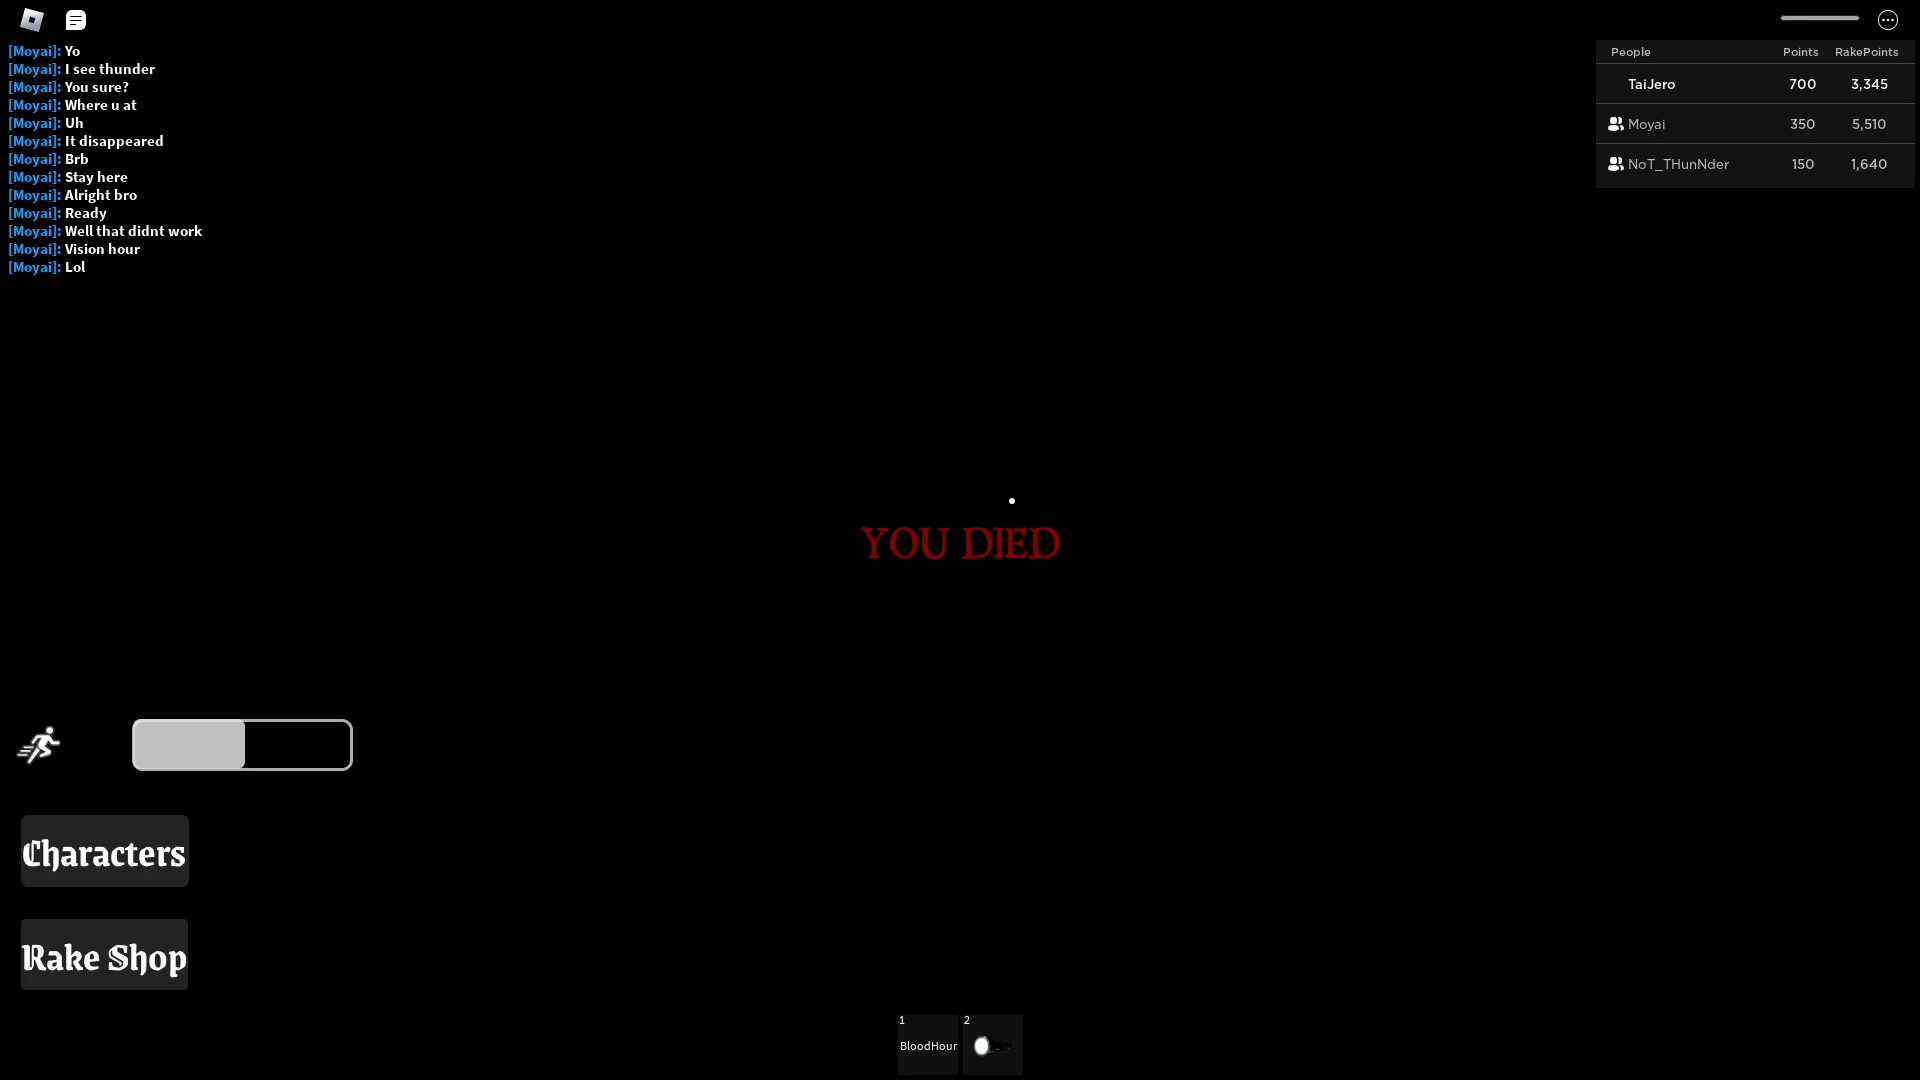 [Moyai]: Yo
[Moyai]: I see thunder
[Moyai]: You sure?
[Moyai]: Where u at
[Moyai]: Uh
[Moyai]: It disappeared
[Moyai]: Brb
[Moyai]: Stay here
[Moyai]: Alright bro
[Moyai]: Ready
[Moyai]: Well that didnt work
[Moyai]: Vision hour
[Moyai]: Lol
People Points RakePoints
TaiJero 700 3,345
Moyai 350 5,510
NoT_THunNder 150 1,640
YOU DIED
Characters
Rake Shop
1 2
BloodHour